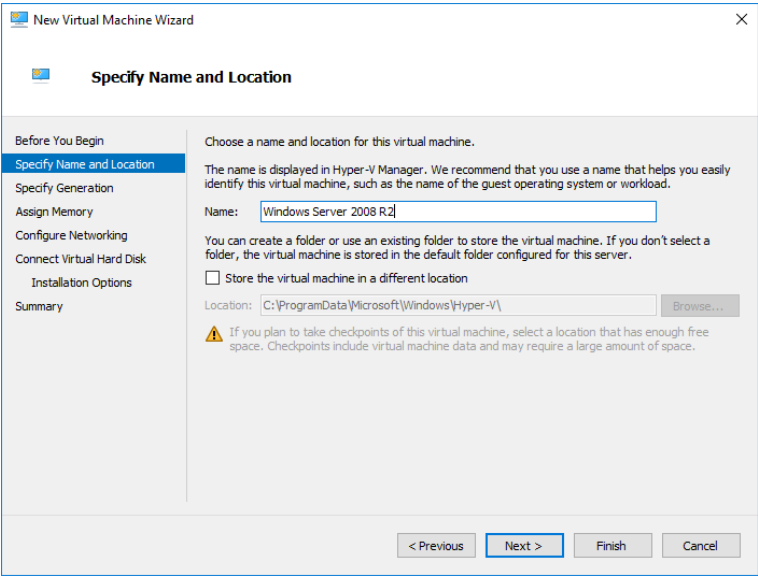 New Virtual Machine Wizard
Specify Name and Location
Before You Begin
Specify Name and Location
Specify Generation
Assign Memory
Configure Networking
Connect Virtual Hard Disk
Installation Options
Summary
Choose a name and location for this virtual machine.
The name is displayed in Hyper-V Manager. We recommend that you use a name that helps you easily
identify this virtual machine, such as the name of the guest operating system or workload.
Name: Windows Server 2008 R2
You can create a folder or use an existing folder to store the virtual machine. If you don't select a
folder, the virtual machine is stored in the default folder configured for this server.
Store the virtual machine in a different location
Location: C:\ProgramData\Microsoft\Windows\Hyper-V\ Browse...
If you plan to take checkpoints of this virtual machine, select a location that has enough free
space. Checkpoints include virtual machine data and may require a large amount of space.
< Previous Next > Finish Cancel